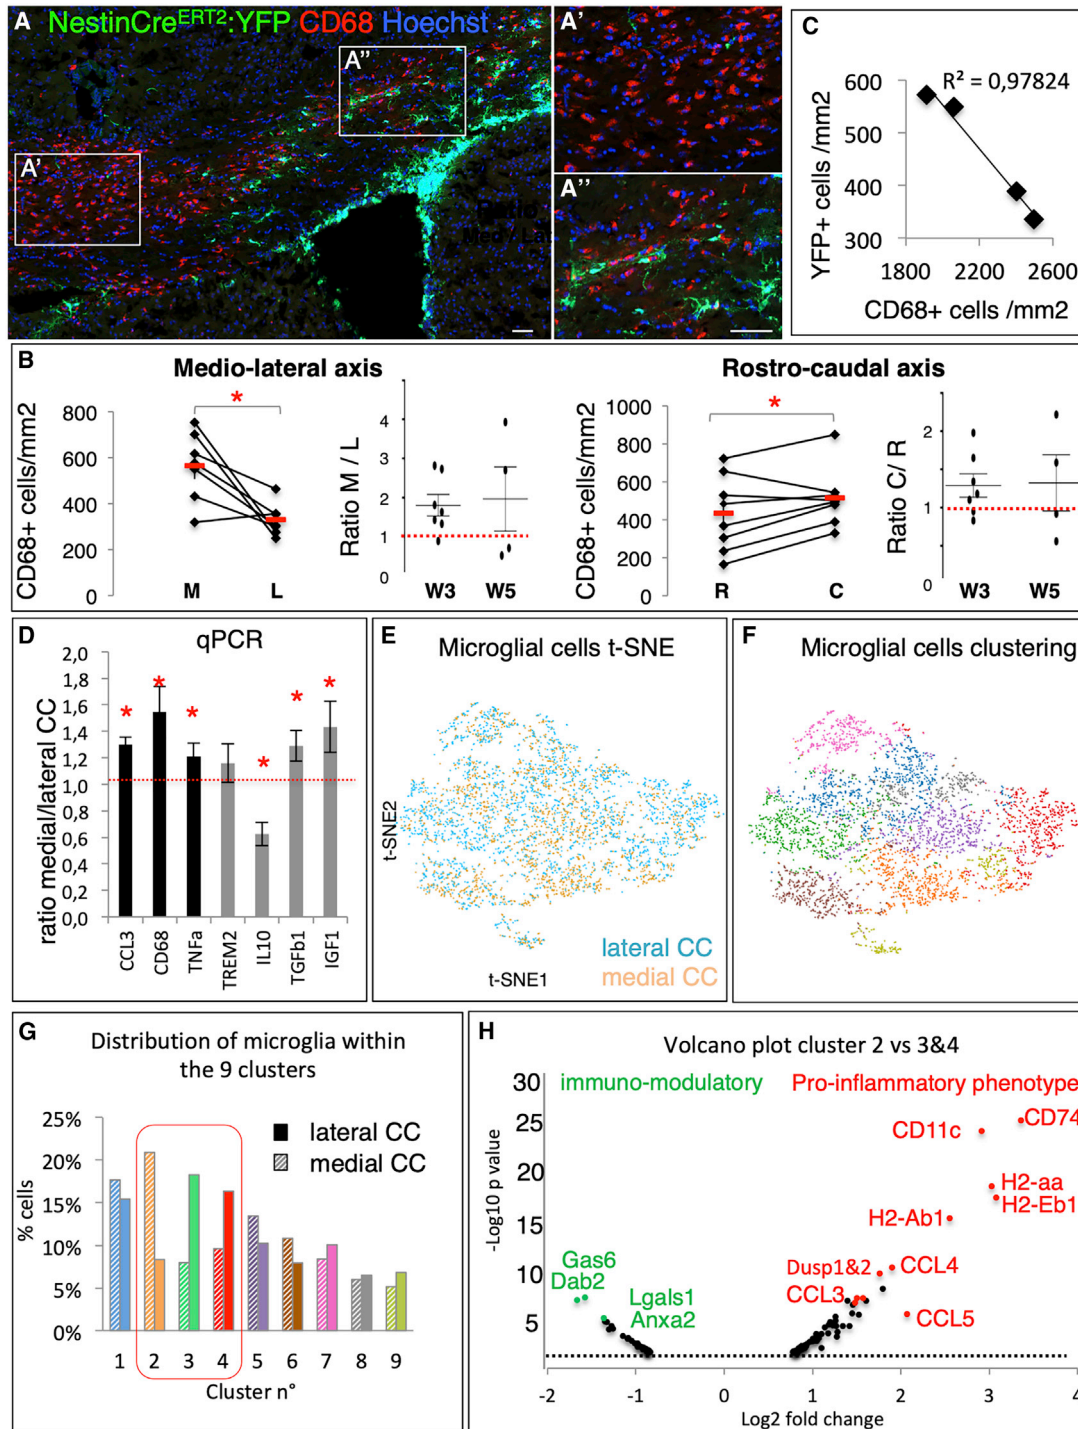 A NestinCreERT2:YFP CD68 Hoechst
A'
A''
A'
A''
C
R² = 0,97824
600
500
400
300
YFP+ cells /mm2
1800 2200 2600
CD68+ cells /mm2
B
Medio-lateral axis
Rostro-caudal axis
*
CD68+ cells/mm2
800
600
400
200
0
M L
Ratio M / L
5
4
3
2
1
0
W3 W5
*
CD68+ cells/mm2
1000
800
600
400
200
0
R C
Ratio C/ R
2
1
0
W3 W5
D
qPCR
ratio medial/lateral CC
2,0
1,8
1,6
1,4
1,2
1,0
0,8
0,6
0,4
0,2
0,0
* * * * * *
CCL3 CD68 TNFa TREM2 IL10 TGFb1 IGF1
E
Microglial cells t-SNE
t-SNE2
t-SNE1
lateral CC
medial CC
F
Microglial cells clustering
G
Distribution of microglia within
the 9 clusters
% cells
25%
20%
15%
10%
5%
0%
lateral CC
medial CC
1 2 3 4 5 6 7 8 9
Cluster n°
H
Volcano plot cluster 2 vs 3&4
immuno-modulatory
Pro-inflammatory phenotype
-Log10 p value
30
25
20
15
10
5
CD74
CD11c
H2-aa
H2-Eb1
H2-Ab1
Dusp1&2
CCL4
CCL3
CCL5
Gas6
Dab2
Lgals1
Anxa2
-2 -1 0 1 2 3 4
Log2 fold change